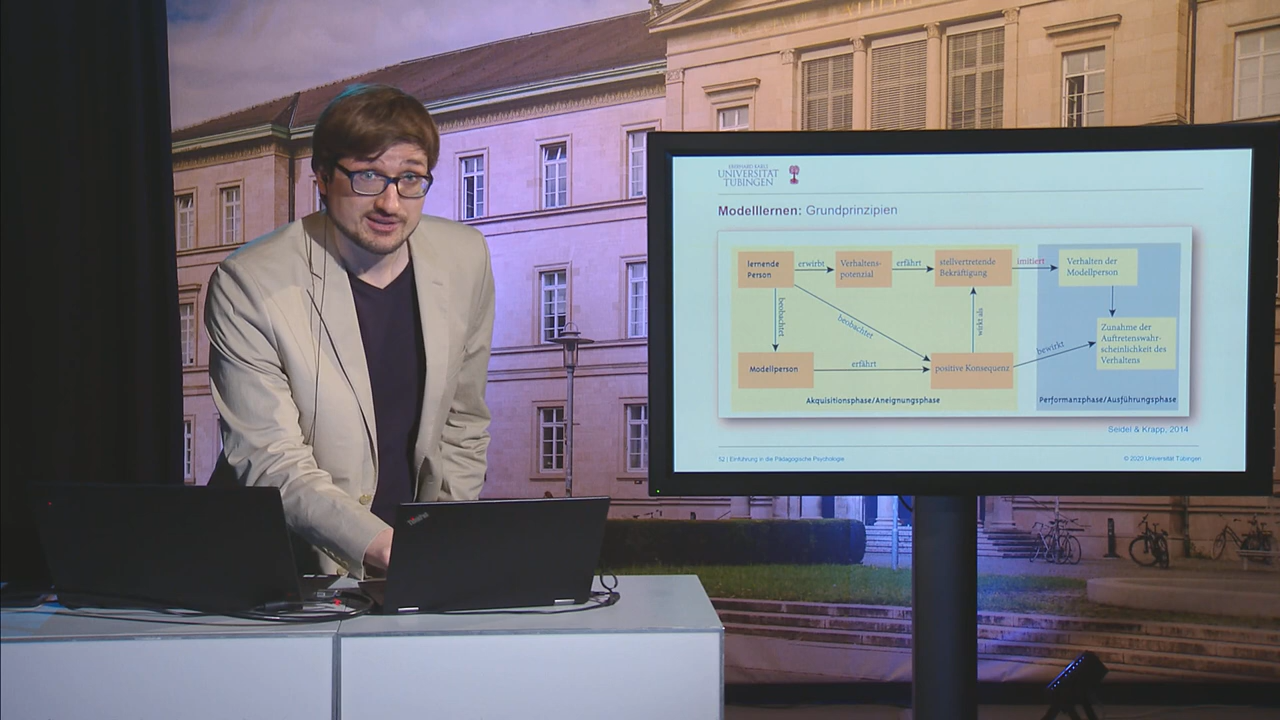 EBERHARD KARLS
UNIVERSITÄT
TÜBINGEN
Modelllernen: Grundprinzipien
lernende
Person
erwirbt
Verhaltens-
potenzial
erfährt
stellvertretende
Bekräftigung
imitiert
Verhalten der
Modellperson
beobachtet
beobachtet
wirkt als
Zunahme der
Auftretenswahr-
scheinlichkeit des
Verhaltens
Modellperson
erfährt
positive Konsequenz
bewirkt
Akquisitionsphase/Aneignungsphase
Performanzphase/Ausführungsphase
Seidel & Krapp, 2014
12 | Einführung in die Pädagogische Psychologie
© 2020 Universität Tübingen
ThinkPad